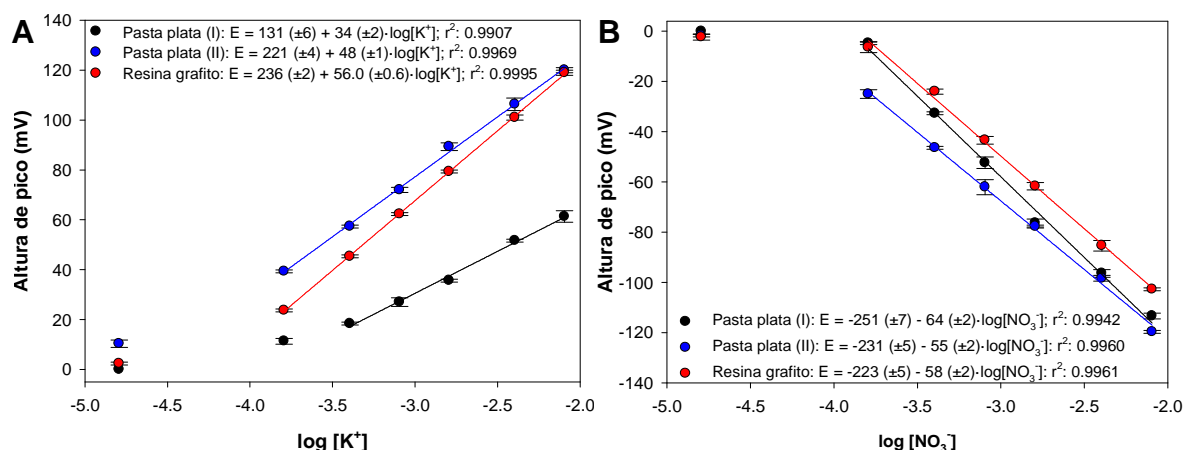 A
Pasta plata (I): E = 131 (±6) + 34 (±2)·log[K⁺]; r²: 0.9907
Pasta plata (II): E = 221 (±4) + 48 (±1)·log[K⁺]; r²: 0.9969
Resina grafito: E = 236 (±2) + 56.0 (±0.6)·log[K⁺]; r²: 0.9995
Altura de pico (mV)
140
120
100
80
60
40
20
0
-5.0 -4.5 -4.0 -3.5 -3.0 -2.5 -2.0
log [K⁺]
B
Altura de pico (mV)
0
-20
-40
-60
-80
-100
-120
-140
Pasta plata (I): E = -251 (±7) - 64 (±2)·log[NO₃⁻]; r²: 0.9942
Pasta plata (II): E = -231 (±5) - 55 (±2)·log[NO₃⁻]: r²: 0.9960
Resina grafito: E = -223 (±5) - 58 (±2)·log[NO₃⁻]: r²: 0.9961
-5.0 -4.5 -4.0 -3.5 -3.0 -2.5 -2.0
log [NO₃⁻]